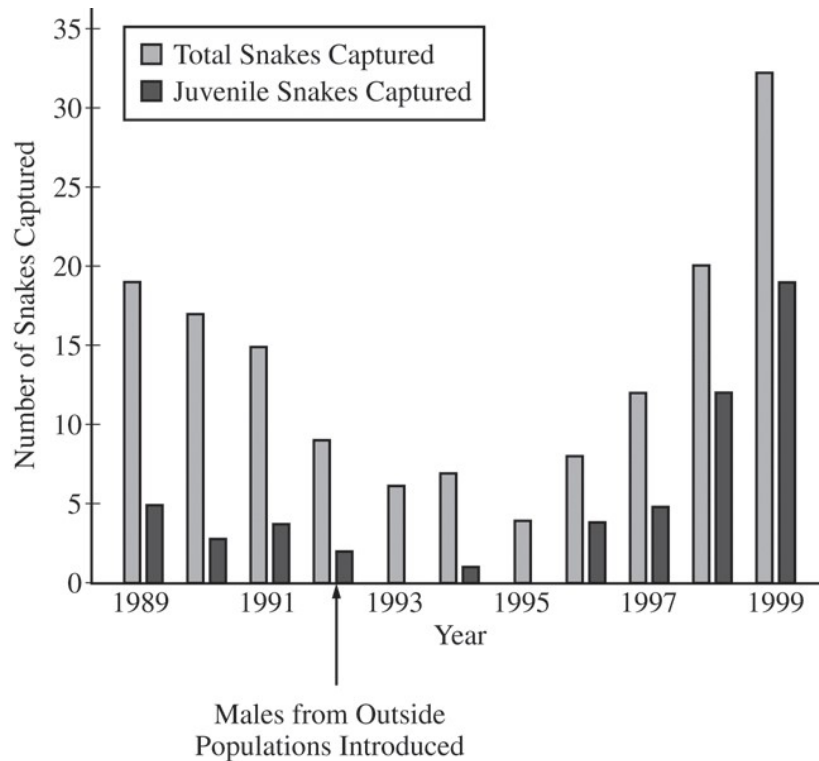 35
Total Snakes Captured
Juvenile Snakes Captured
30
25
20
15
10
5
0
Number of Snakes Captured
1989 1991 1993 1995 1997 1999
Year
Males from Outside
Populations Introduced